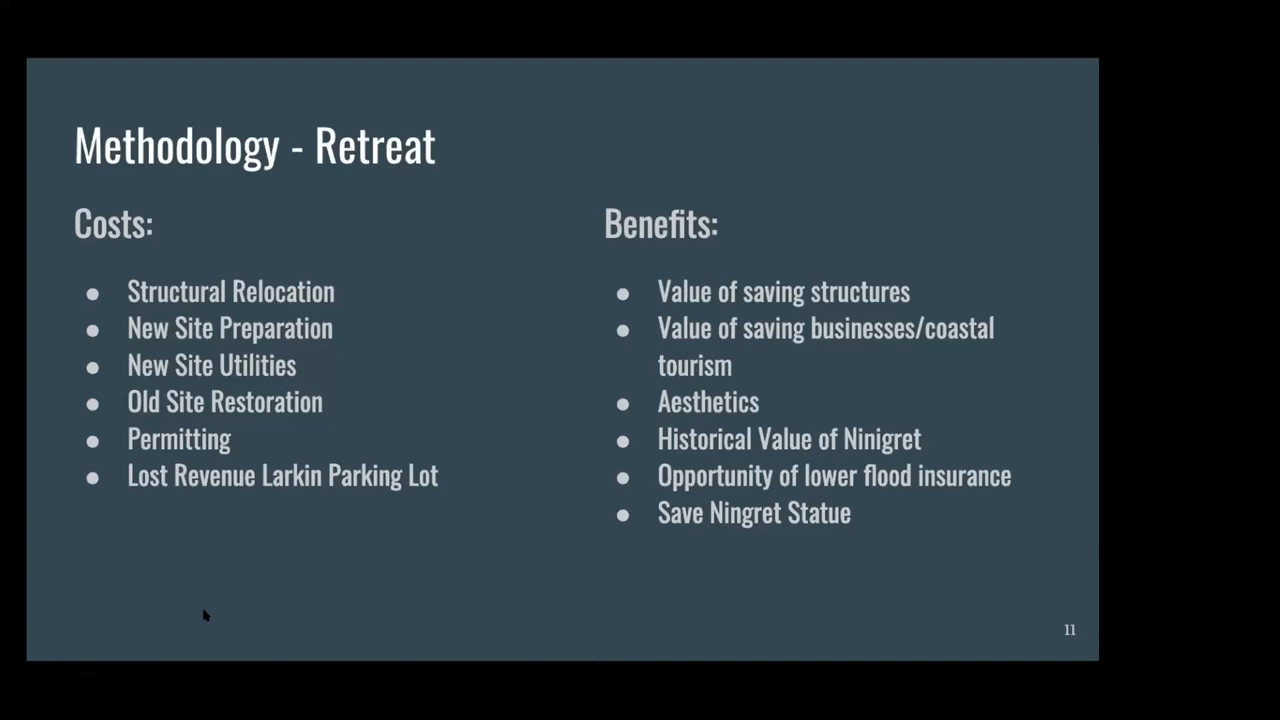 Methodology - Retreat
Costs:
● Structural Relocation
● New Site Preparation
● New Site Utilities
● Old Site Restoration
● Permitting
● Lost Revenue Larkin Parking Lot
Benefits:
● Value of saving structures
● Value of saving businesses/coastal
tourism
● Aesthetics
● Historical Value of Ninigret
● Opportunity of lower flood insurance
● Save Ningret Statue
11